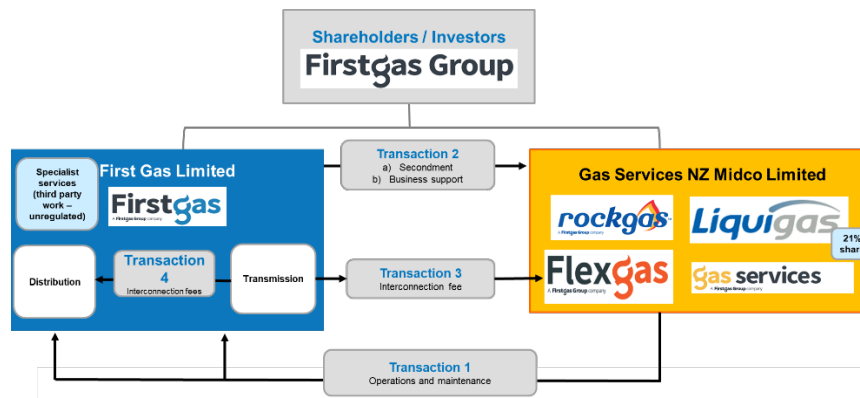 Shareholders / Investors
Firstgas Group
Specialist
services
(third party
work –
unregulated)
First Gas Limited
Firstgas
A Firstgas Group company
Transaction 2
a) Secondment
b) Business support
Gas Services NZ Midco Limited
rockgas
A Firstgas Group company
Liquigas
21%
shar
Distribution
Transaction
4
Interconnection fees
Transmission
Transaction 3
Interconnection fee
Flexgas
A Firstgas Group company
gas services
A Firstgas Group company
Transaction 1
Operations and maintenance